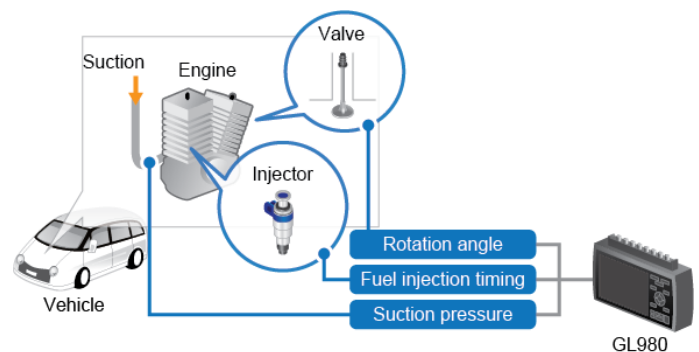 Valve
Suction
Engine
Injector
Rotation angle
Fuel injection timing
Suction pressure
Vehicle
GL980